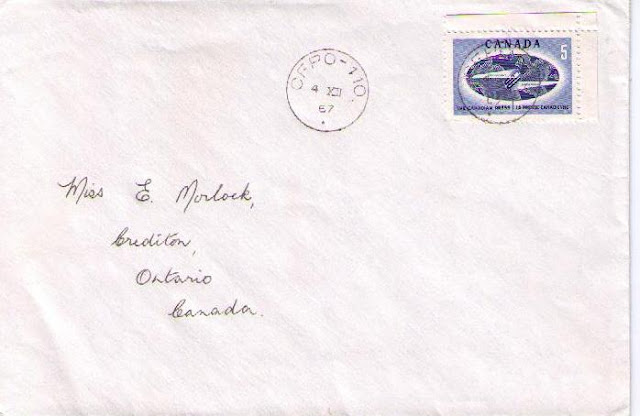 CANADA
5
THE CANADIAN PRESS LA PRESSE CANADIENNE
CFPO-110
4 XII
67
Miss E. Morlock,
Crediton,
Ontario
Canada.